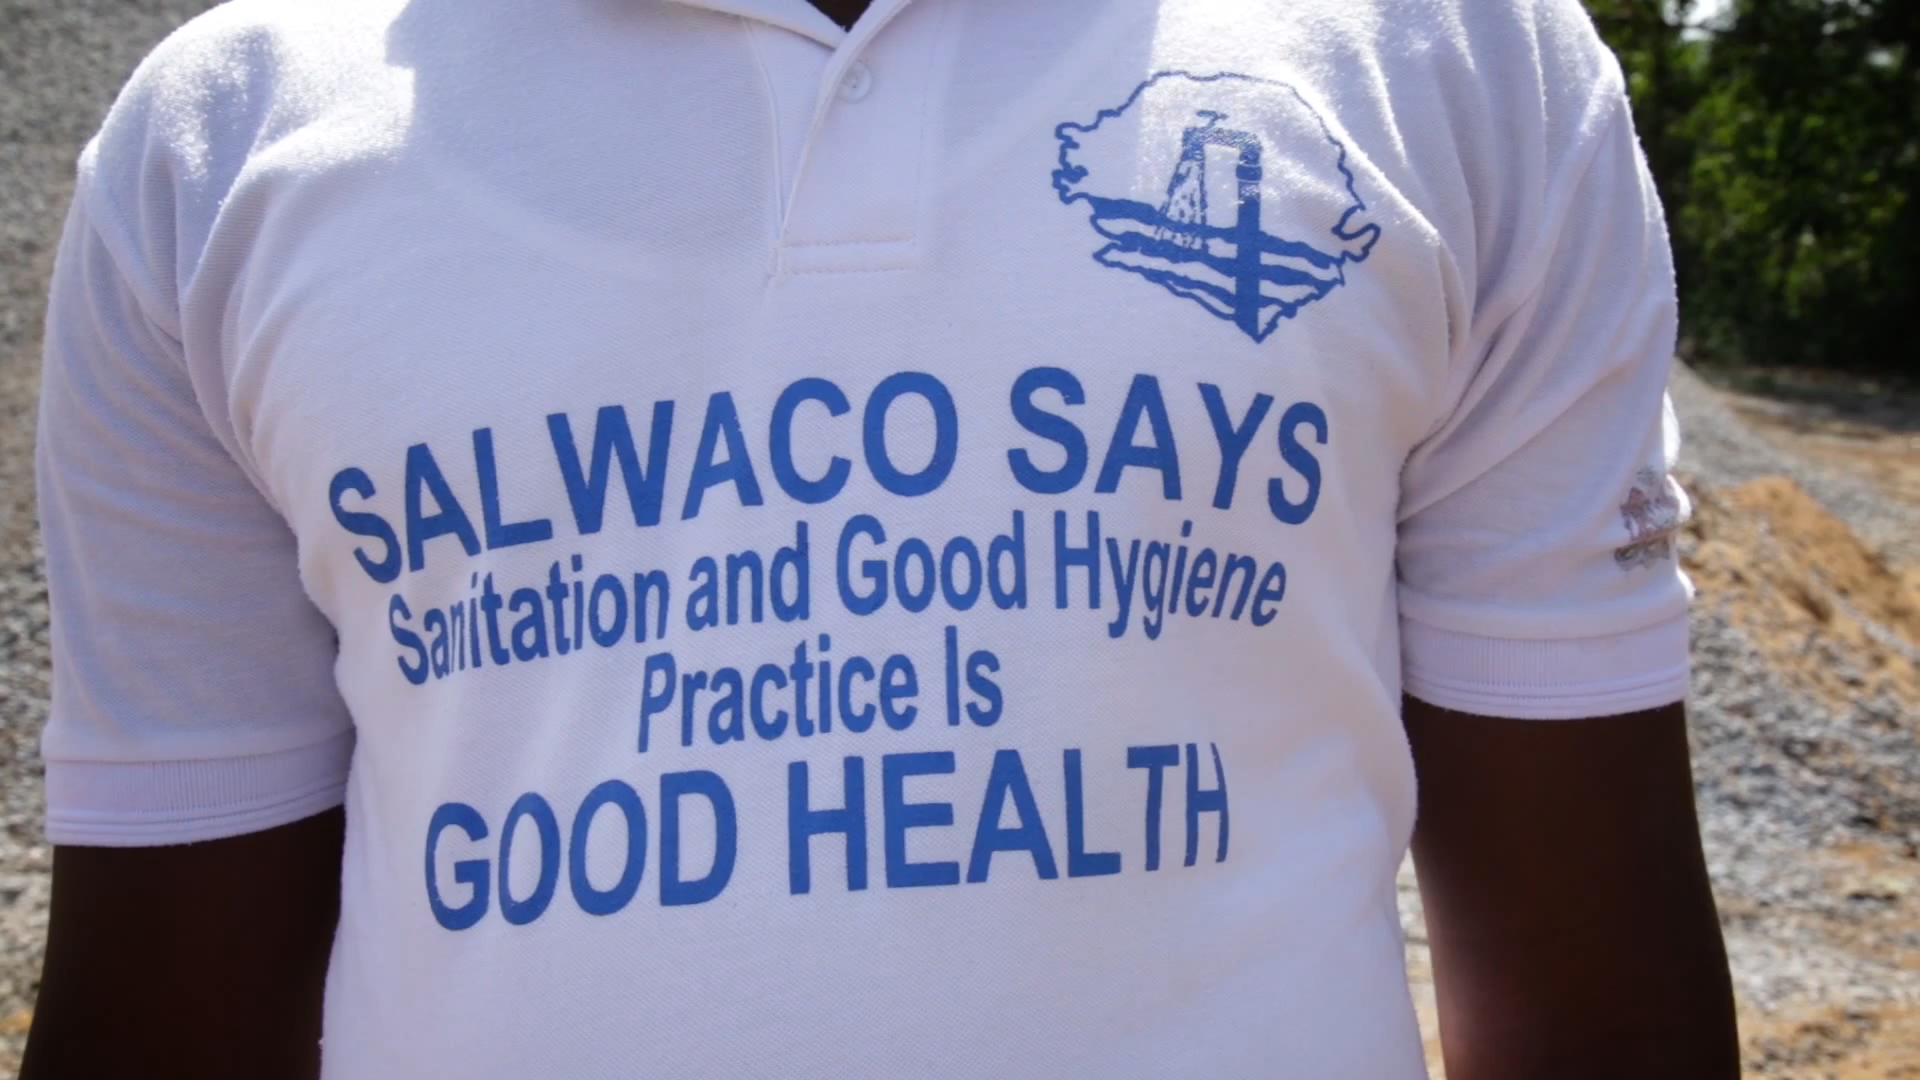 SALWACO SAYS
Sanitation and Good Hygiene
Practice Is
GOOD HEALTH